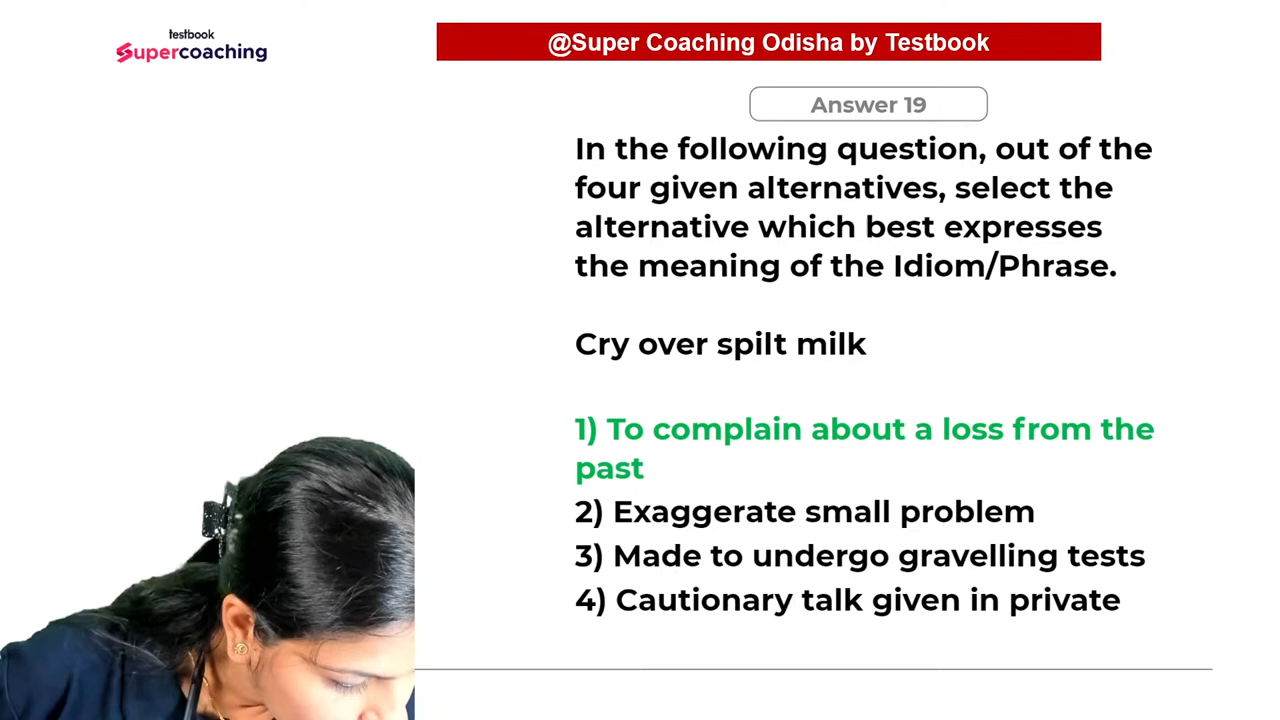 testbook
Supercoaching
@Super Coaching Odisha by Testbook
Answer 19
In the following question, out of the
four given alternatives, select the
alternative which best expresses
the meaning of the Idiom/Phrase.
Cry over spilt milk
1) To complain about a loss from the
past
2) Exaggerate small problem
3) Made to undergo gravelling tests
4) Cautionary talk given in private